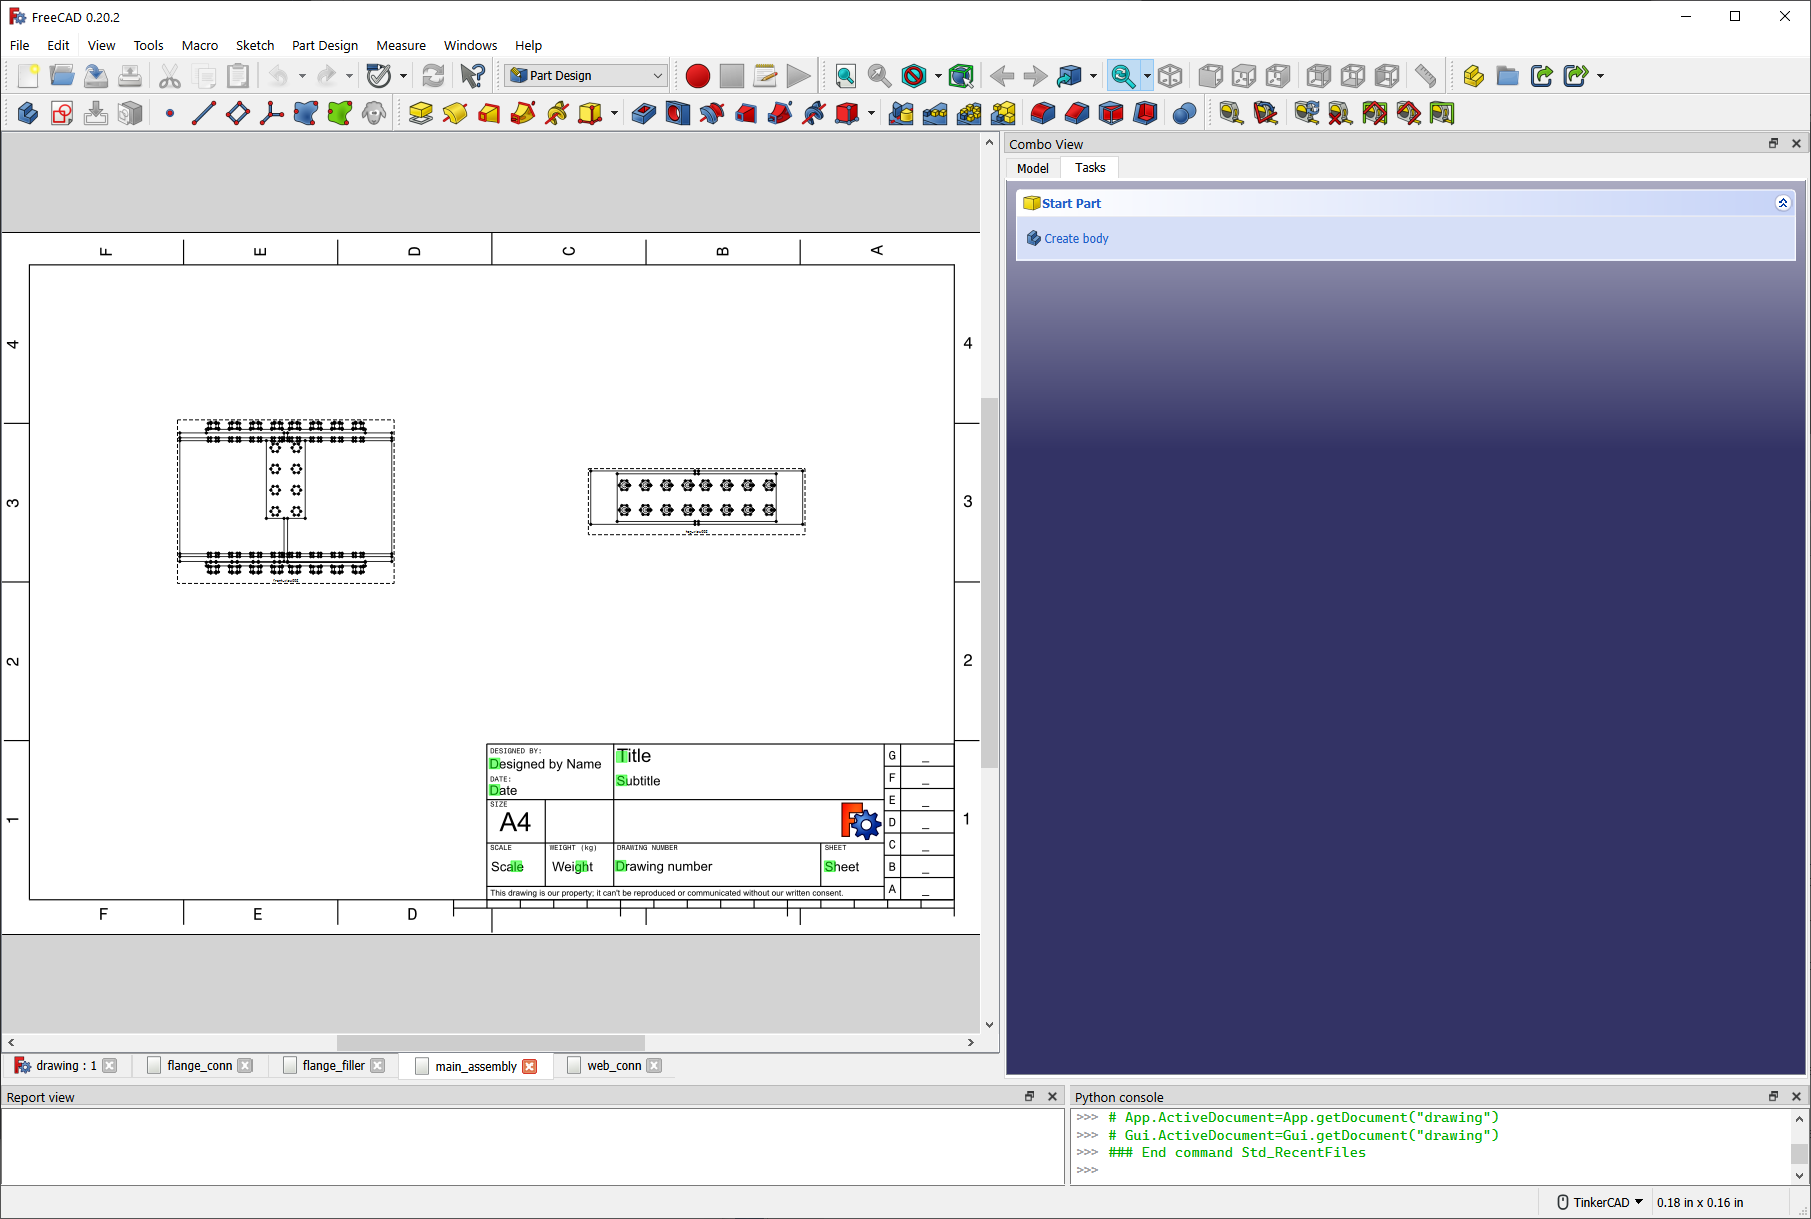 FreeCAD 0.20.2
File Edit View Tools Macro Sketch Part Design Measure Windows Help
Part Design
Combo View
Model Tasks
Start Part
Create body
F E D C B A
4 4
3 3
2 2
1 1
DESIGNED BY:
Designed by Name
DATE:
Date
Title
Subtitle
SIZE
A4
SCALE
Scale
WEIGHT (kg)
Weight
DRAWING NUMBER
Drawing number
SHEET
Sheet
G _
F _
E _
D _
C _
B _
A _
This drawing is our property; it can't be reproduced or communicated without our written consent.
F E D
drawing : 1 flange_conn flange_filler main_assembly web_conn
Report view
Python console
>>> # App.ActiveDocument=App.getDocument("drawing")
>>> # Gui.ActiveDocument=Gui.getDocument("drawing")
>>> ### End command Std_RecentFiles
>>>
TinkerCAD 0.18 in x 0.16 in